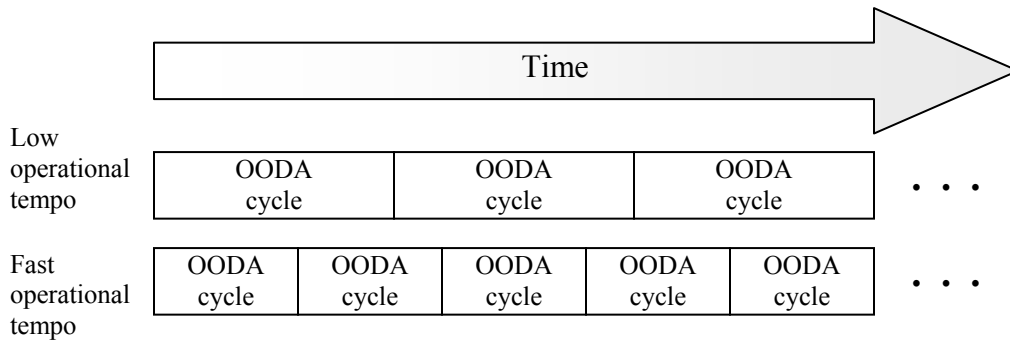 Time
Low
operational
tempo
OODA
cycle
OODA
cycle
OODA
cycle
• • •
Fast
operational
tempo
OODA
cycle
OODA
cycle
OODA
cycle
OODA
cycle
OODA
cycle
• • •